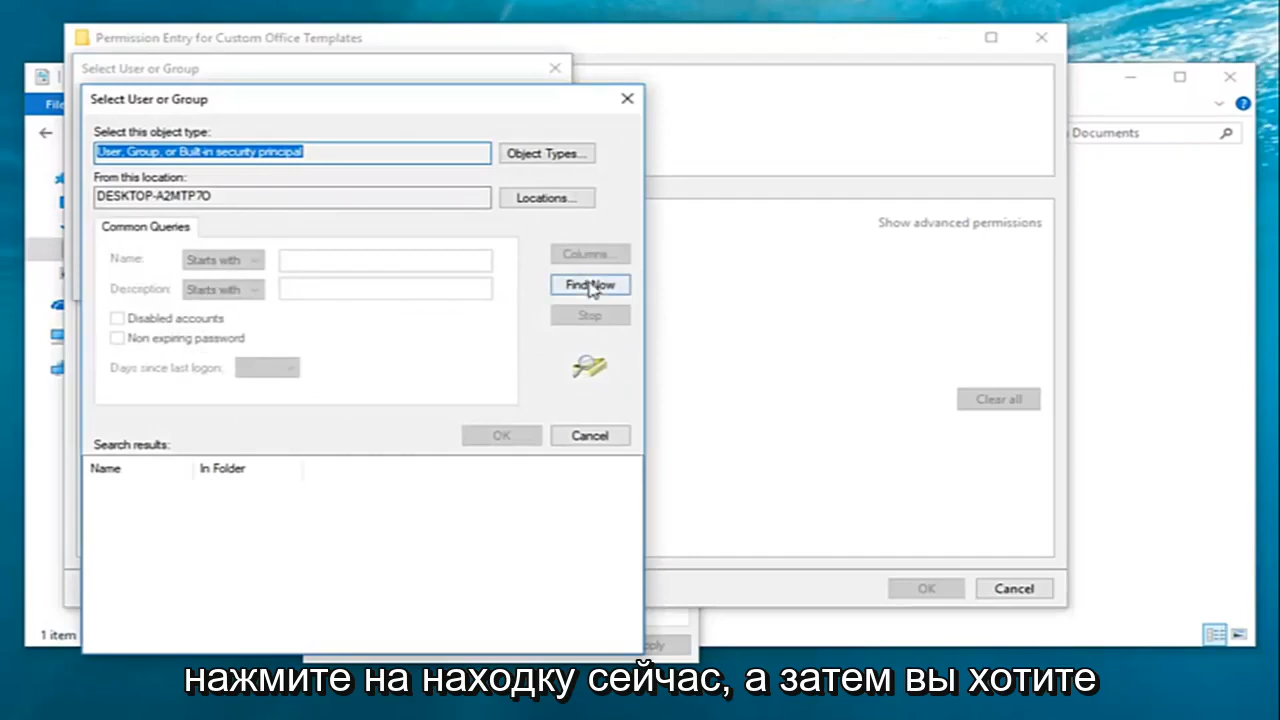 Permission Entry for Custom Office Templates
Select User or Group
Select User or Group
File
Documents
Select this object type:
User, Group, or Built-in security principal
Object Types...
From this location:
DESKTOP-A2MTP7O
Locations...
Common Queries
Show advanced permissions
Name:
Starts with
Columns...
Description:
Starts with
Find Now
Disabled accounts
Stop
Non expiring password
Days since last logon:
Clear all
OK
Cancel
Search results:
Name
In Folder
OK
Cancel
1 item
нажмите на находку сейчас, а затем вы хотите